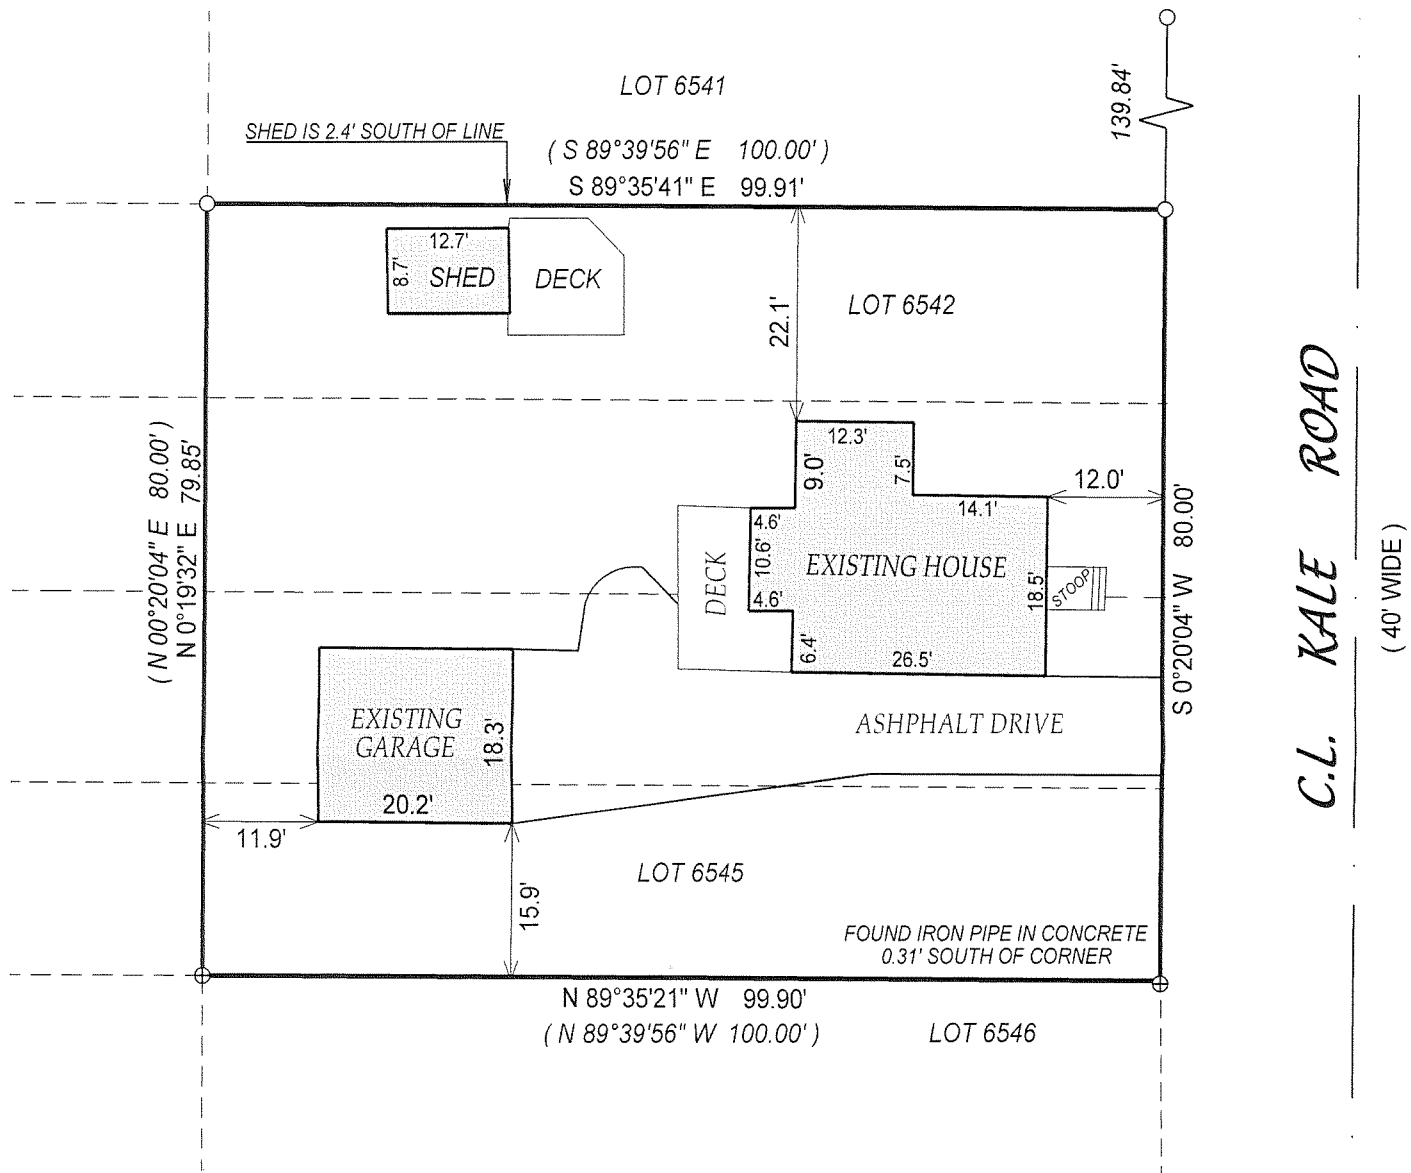 LOT 6541
139.84'
SHED IS 2.4' SOUTH OF LINE
( S 89°39'56" E 100.00' )
S 89°35'41" E 99.91'
12.7'
8.7'
SHED
DECK
LOT 6542
22.1'
( N 00°20'04" E 80.00' )
N 0°19'32" E 79.85'
12.3'
9.0'
7.5'
12.0'
14.1'
4.6'
10.6'
4.6'
DECK
EXISTING HOUSE
18.5'
STOOP
6.4'
26.5'
S 0°20'04" W 80.00'
C.L. KALE ROAD
( 40' WIDE )
EXISTING
GARAGE
18.3'
20.2'
ASHPHALT DRIVE
11.9'
15.9'
LOT 6545
FOUND IRON PIPE IN CONCRETE
0.31' SOUTH OF CORNER
N 89°35'21" W 99.90'
( N 89°39'56" W 100.00' )
LOT 6546